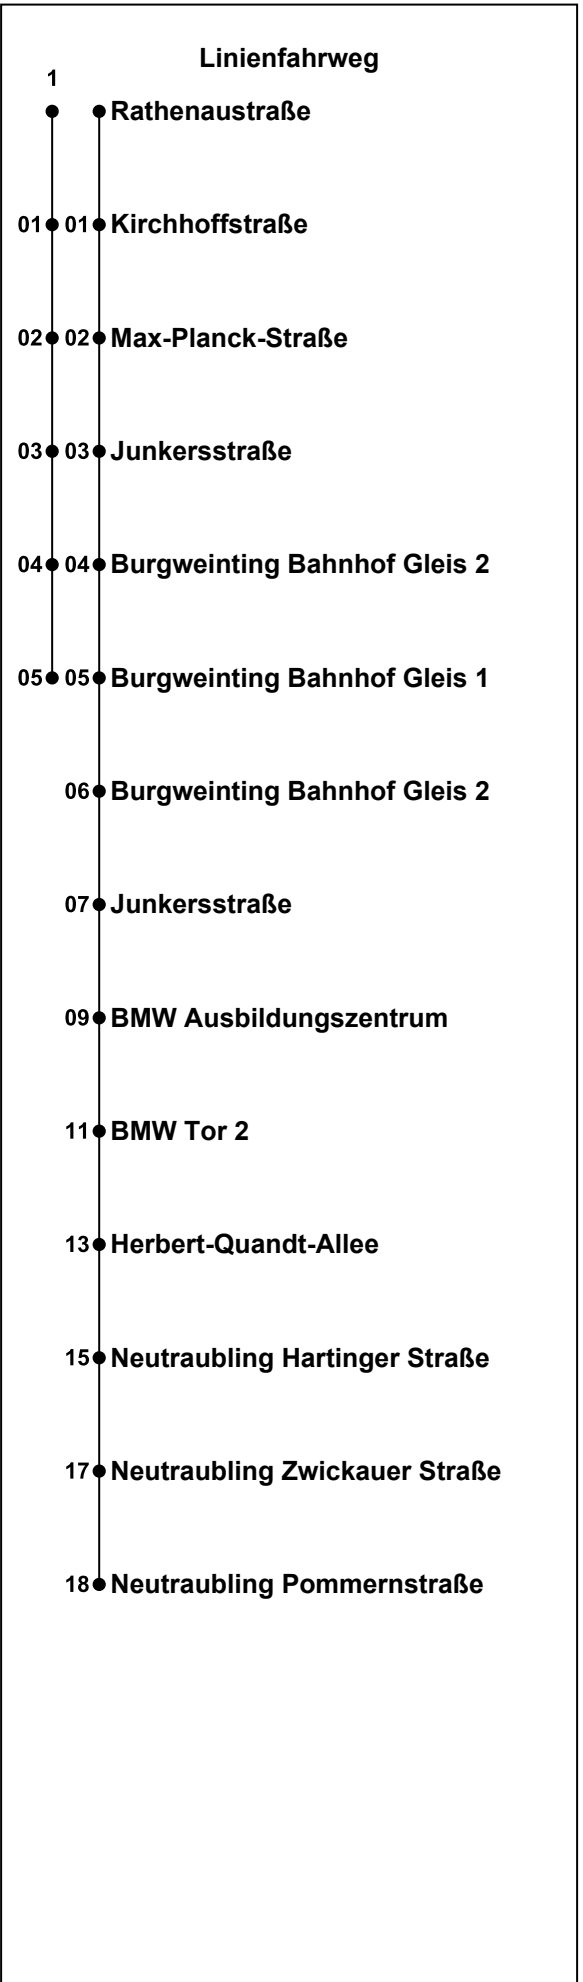 Linienfahrweg
1
Rathenaustraße
01 01 Kirchhoffstraße
02 02 Max-Planck-Straße
03 03 Junkersstraße
04 04 Burgweinting Bahnhof Gleis 2
05 05 Burgweinting Bahnhof Gleis 1
06 Burgweinting Bahnhof Gleis 2
07 Junkersstraße
09 BMW Ausbildungszentrum
11 BMW Tor 2
13 Herbert-Quandt-Allee
15 Neutraubling Hartinger Straße
17 Neutraubling Zwickauer Straße
18 Neutraubling Pommernstraße